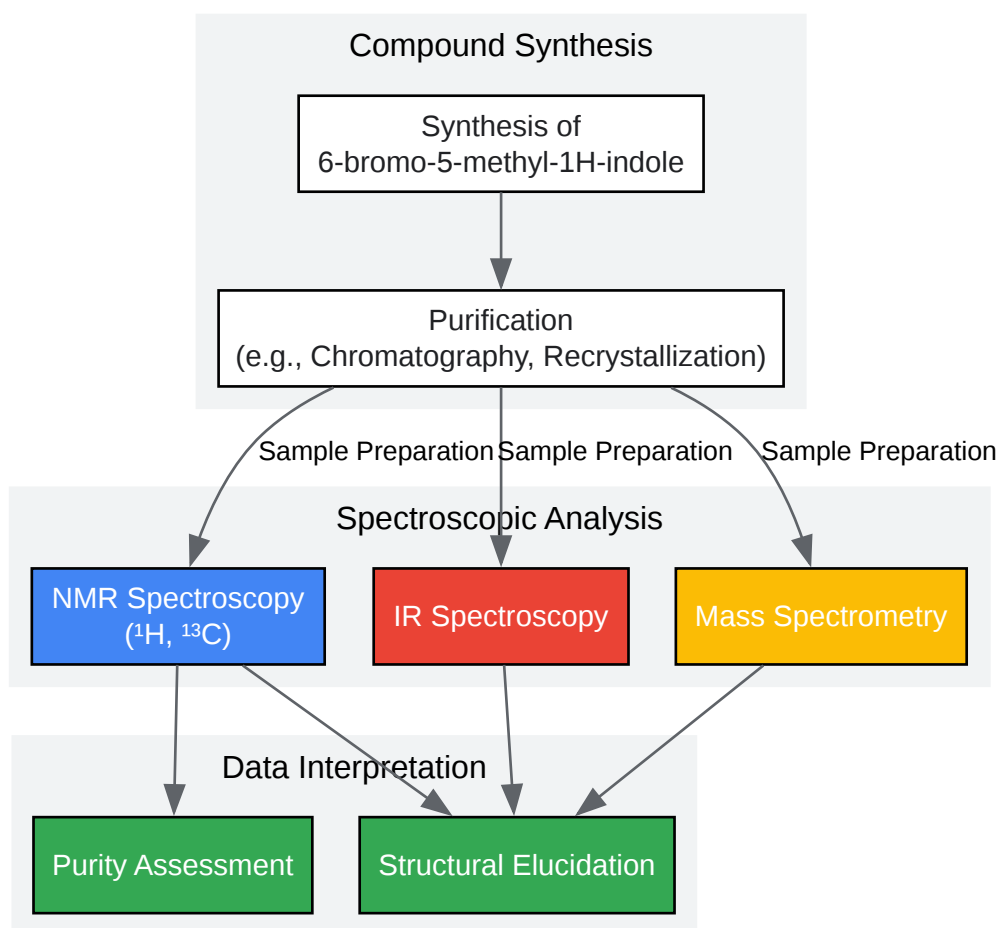 Compound Synthesis
Synthesis of
6-bromo-5-methyl-1H-indole
Purification
(e.g., Chromatography, Recrystallization)
Sample Preparation Sample Preparation Sample Preparation
Spectroscopic Analysis
NMR Spectroscopy
(¹H, ¹³C)
IR Spectroscopy
Mass Spectrometry
Data Interpretation
Purity Assessment
Structural Elucidation